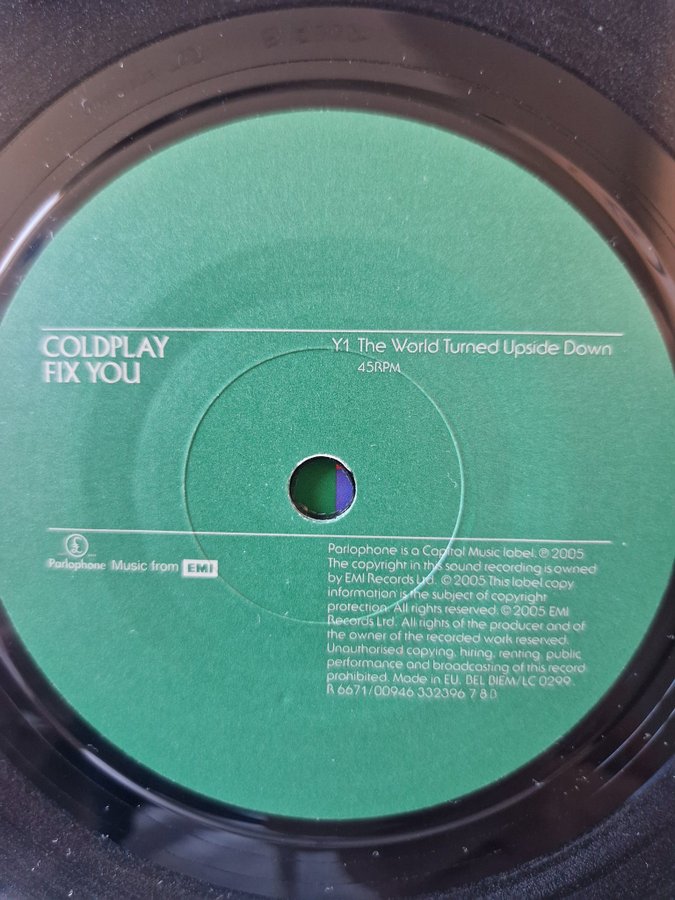 COLDPLAY
FIX YOU
Y1 The World Turned Upside Down
45RPM
Parlophone Music from EMI
Parlophone is a Capitol Music label. ℗ 2005
The copyright in this sound recording is owned
by EMI Records Ltd. © 2005 This label copy
information is the subject of copyright
protection. All rights reserved. © 2005 EMI
Records Ltd. All rights of the producer and of
the owner of the recorded work reserved.
Unauthorised copying, hiring, renting, public
performance and broadcasting of this record
prohibited. Made in EU. BEL BIEM/LC 0299.
R 6671/00946 332396 7 8